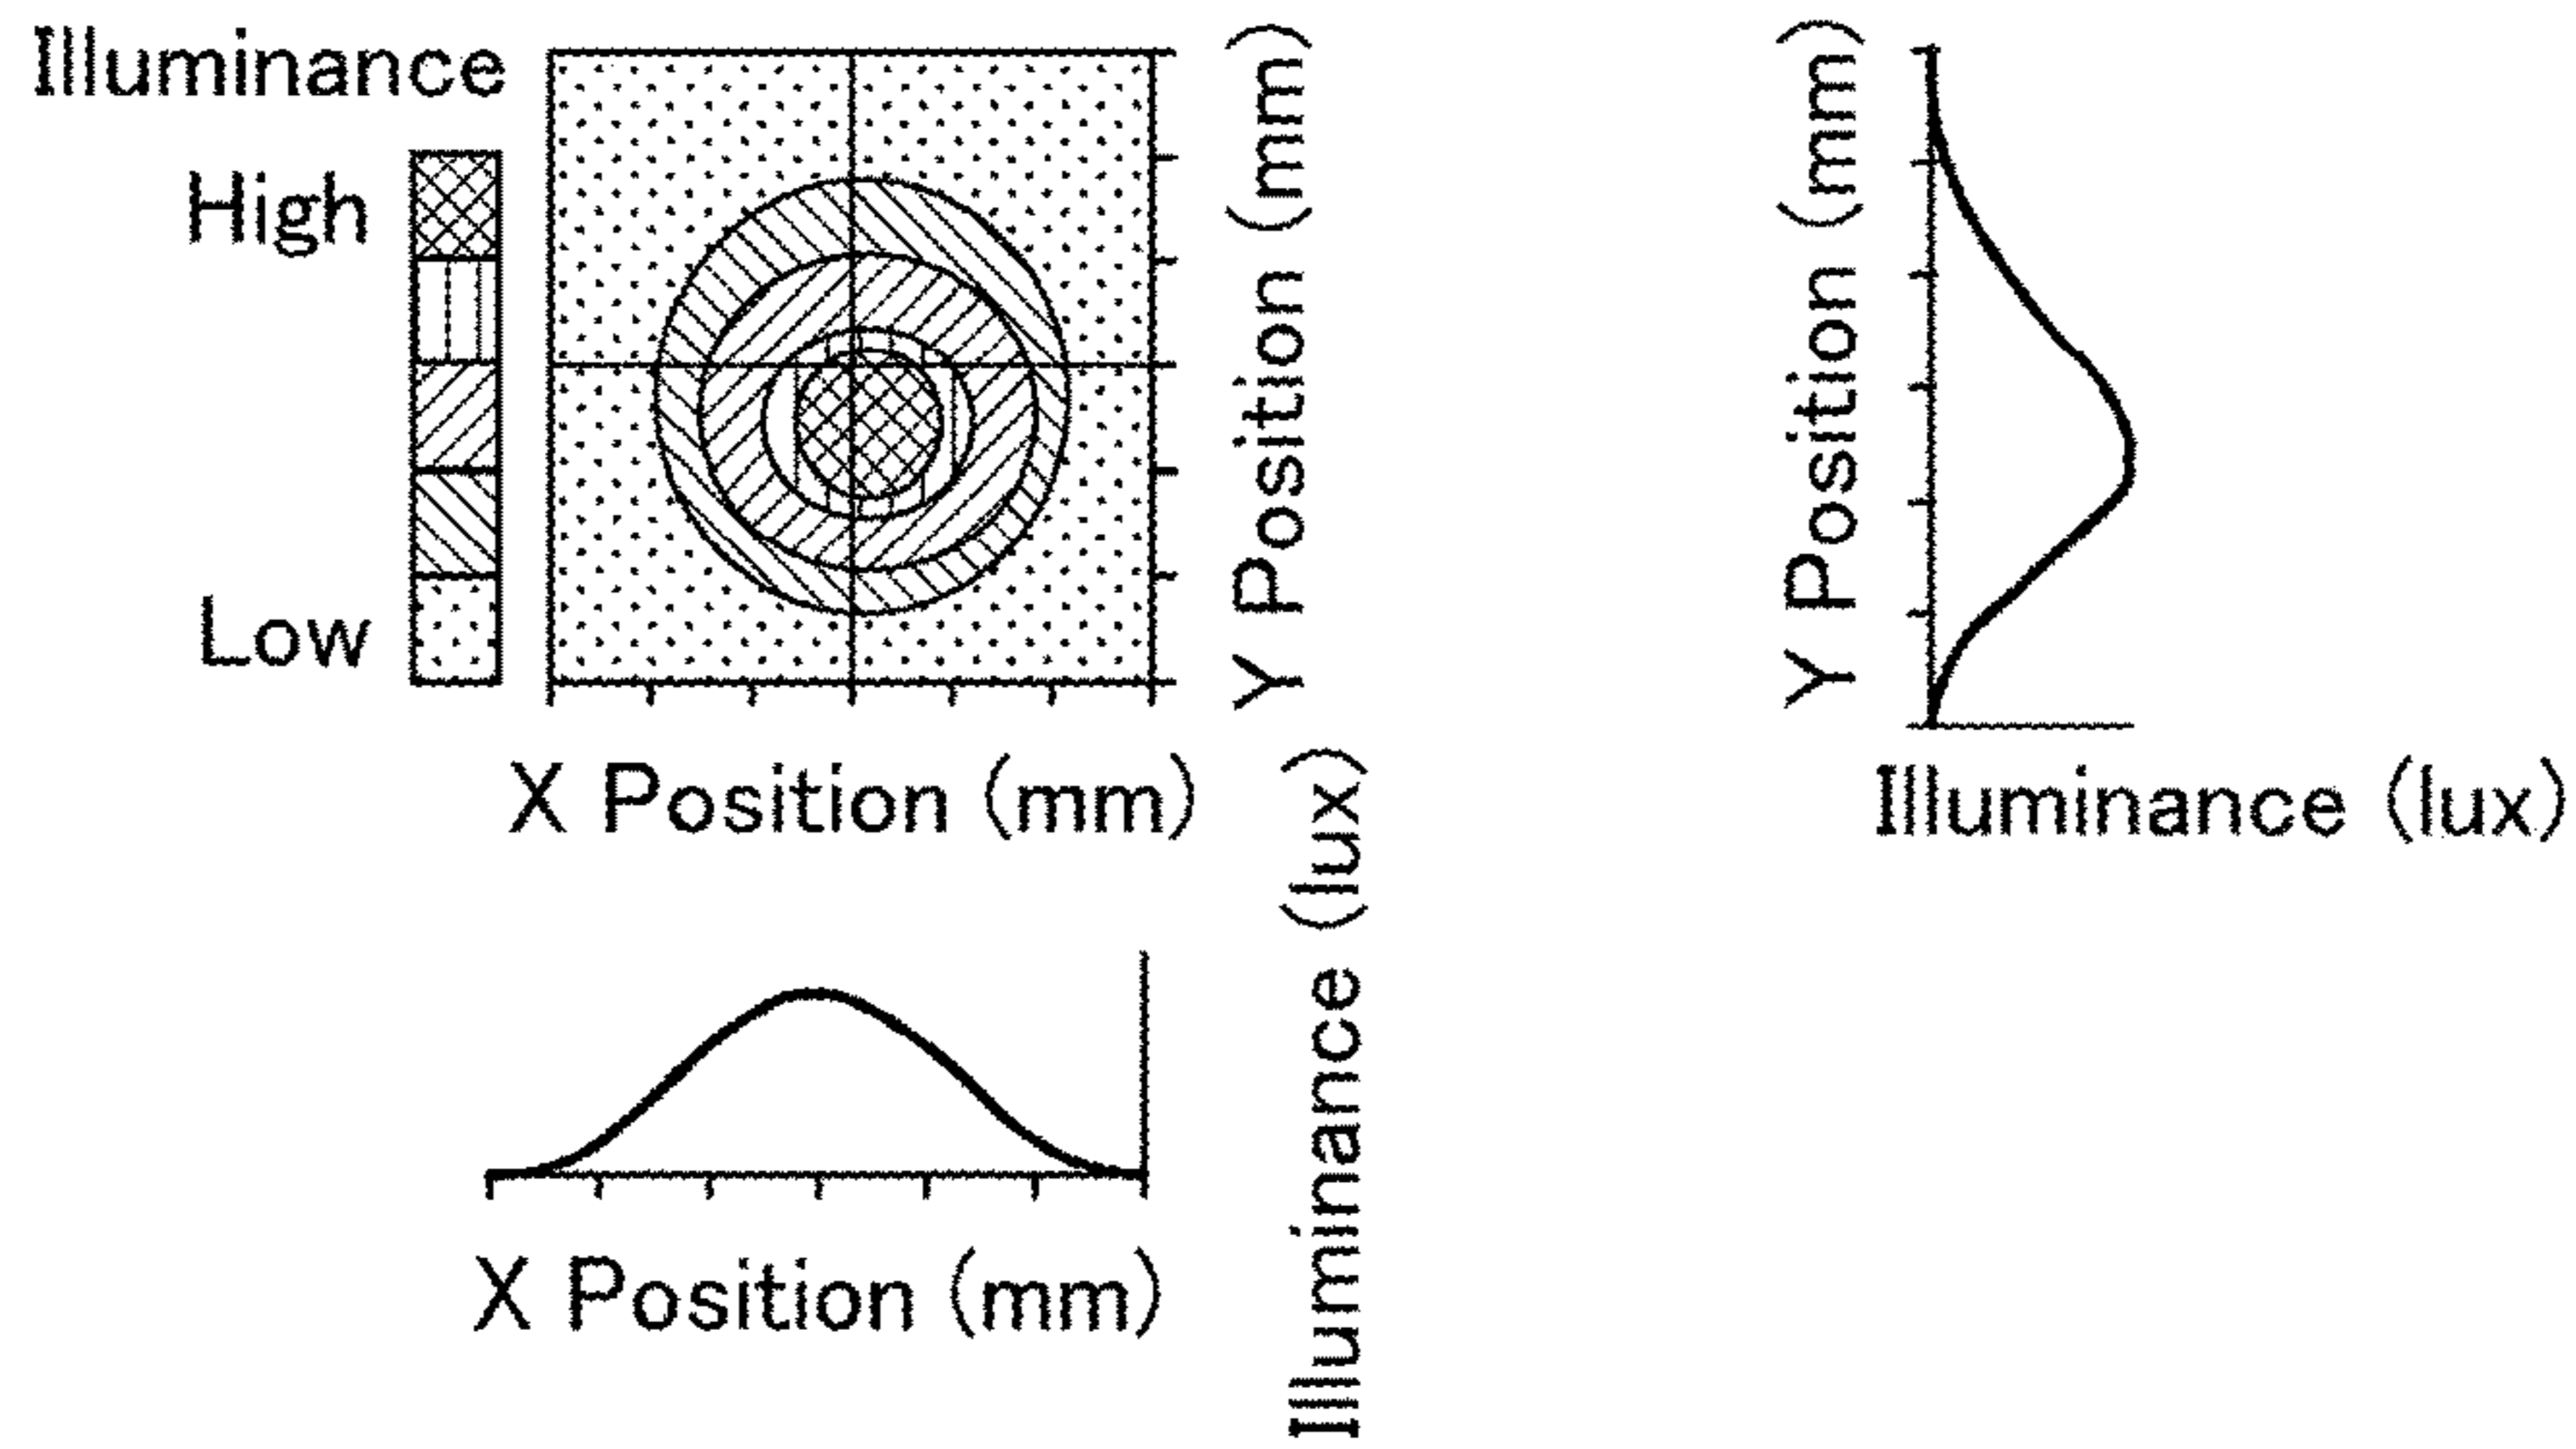 Illuminance
High
Low
X Position (mm)
Y Position (mm)
Y Position (mm)
Illuminance (lux)
X Position (mm)
Illuminance (lux)